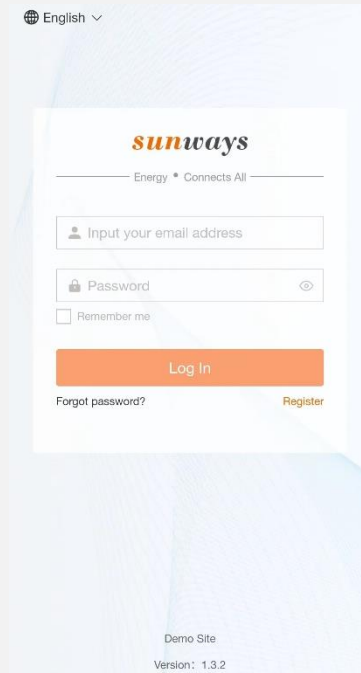 English
sunways
Energy • Connects All
Input your email address
Password
Remember me
Log In
Forgot password? Register
Demo Site
Version: 1.3.2